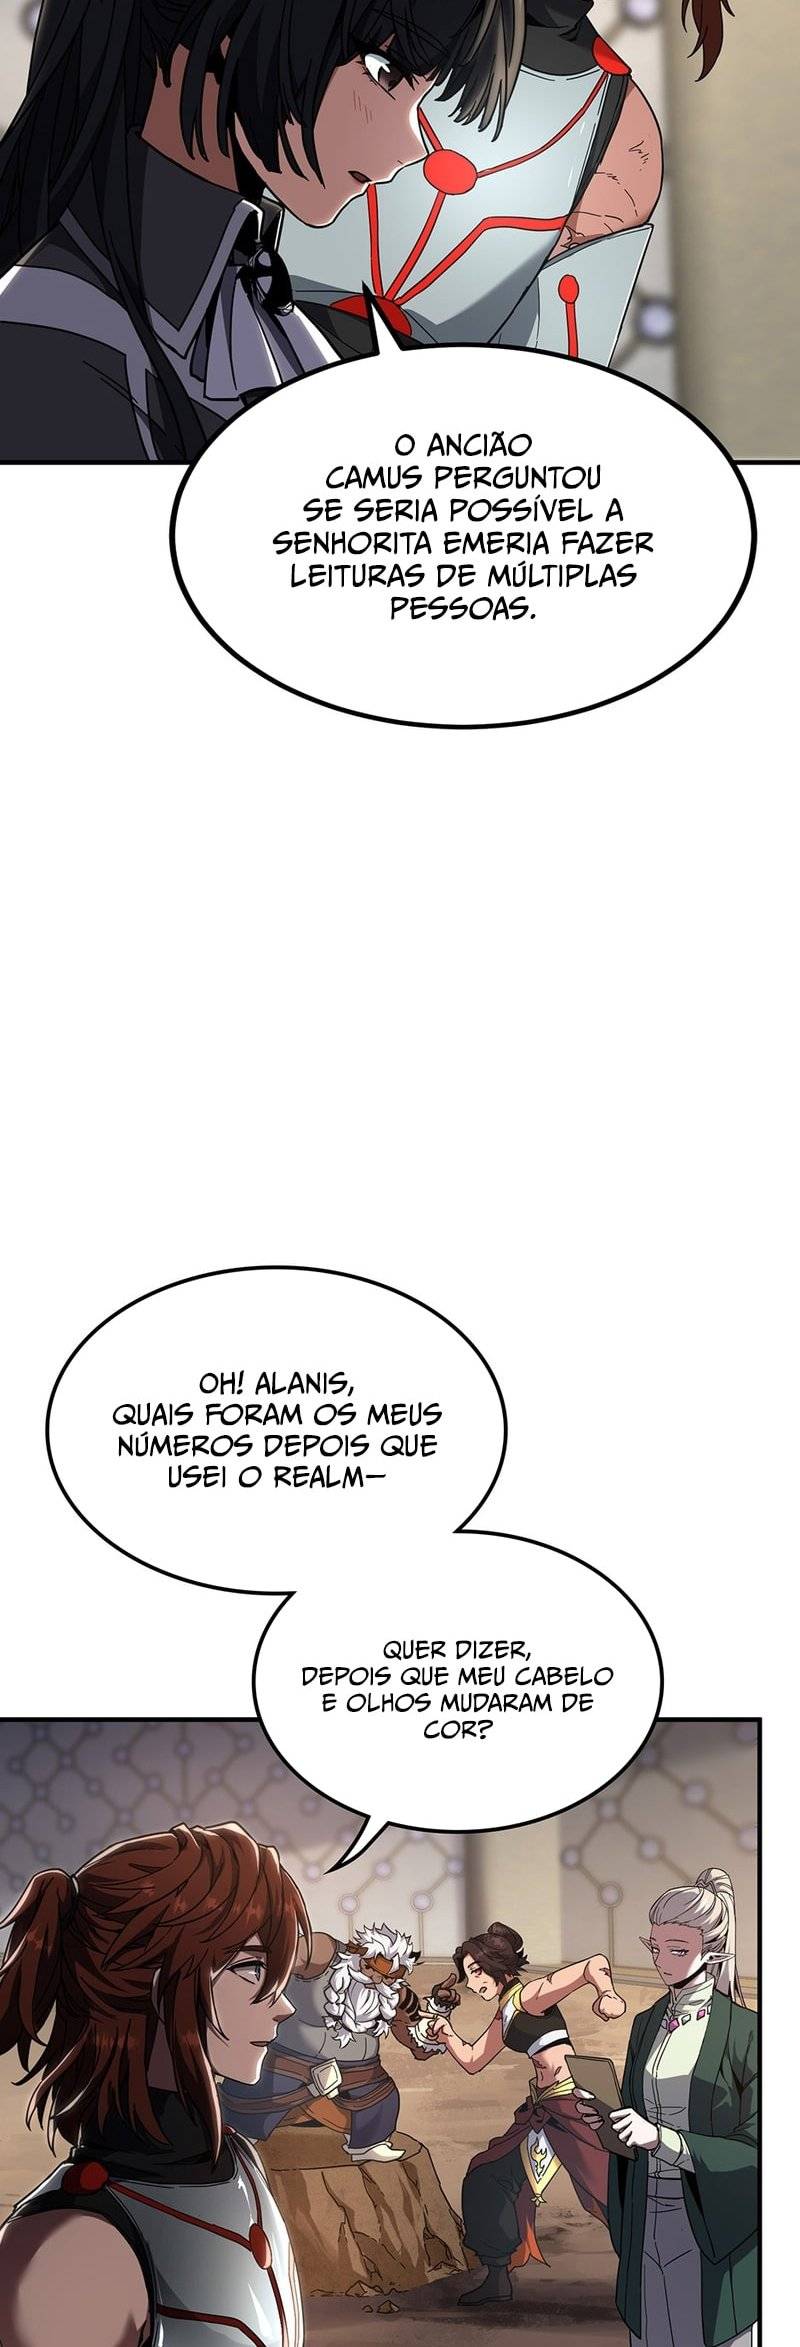 O ANCIÃO
CAMUS PERGUNTOU
SE SERIA POSSÍVEL A
SENHORITA EMERIA FAZER
LEITURAS DE MÚLTIPLAS
PESSOAS.
OH! ALANIS,
QUAIS FORAM OS MEUS
NÚMEROS DEPOIS QUE
USEI O REALM–
QUER DIZER,
DEPOIS QUE MEU CABELO
E OLHOS MUDARAM DE
COR?